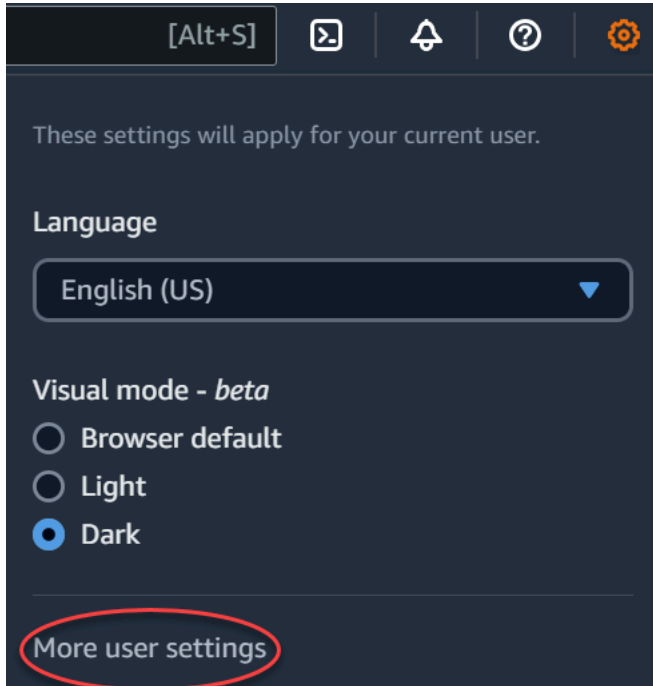 [Alt+S]
These settings will apply for your current user.
Language
English (US)
Visual mode - beta
Browser default
Light
Dark
More user settings